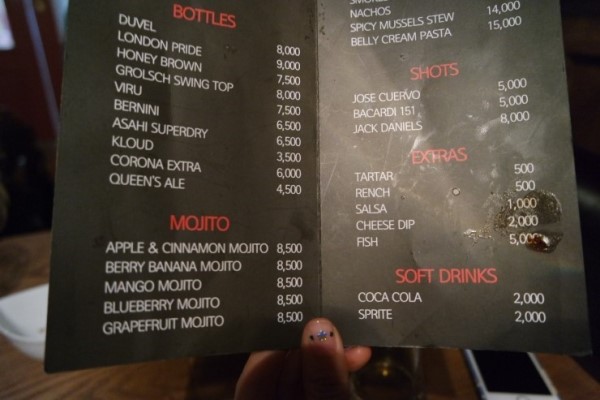 BOTTLES
DUVEL 8,000
LONDON PRIDE 9,000
HONEY BROWN 7,500
GROLSCH SWING TOP 8,000
VIRU 7,500
BERNINI 6,500
ASAHI SUPERDRY 6,500
KLOUD 3,500
CORONA EXTRA 6,000
QUEEN'S ALE 4,500
MOJITO
APPLE & CINNAMON MOJITO 8,500
BERRY BANANA MOJITO 8,500
MANGO MOJITO 8,500
BLUEBERRY MOJITO 8,500
GRAPEFRUIT MOJITO 8,500
NACHOS
SPICY MUSSELS STEW 14,000
BELLY CREAM PASTA 15,000
SHOTS
JOSE CUERVO 5,000
BACARDI 151 5,000
JACK DANIELS 8,000
EXTRAS
TARTAR 500
RENCH 500
SALSA 1,000
CHEESE DIP 2,000
FISH 5,000
SOFT DRINKS
COCA COLA 2,000
SPRITE 2,000